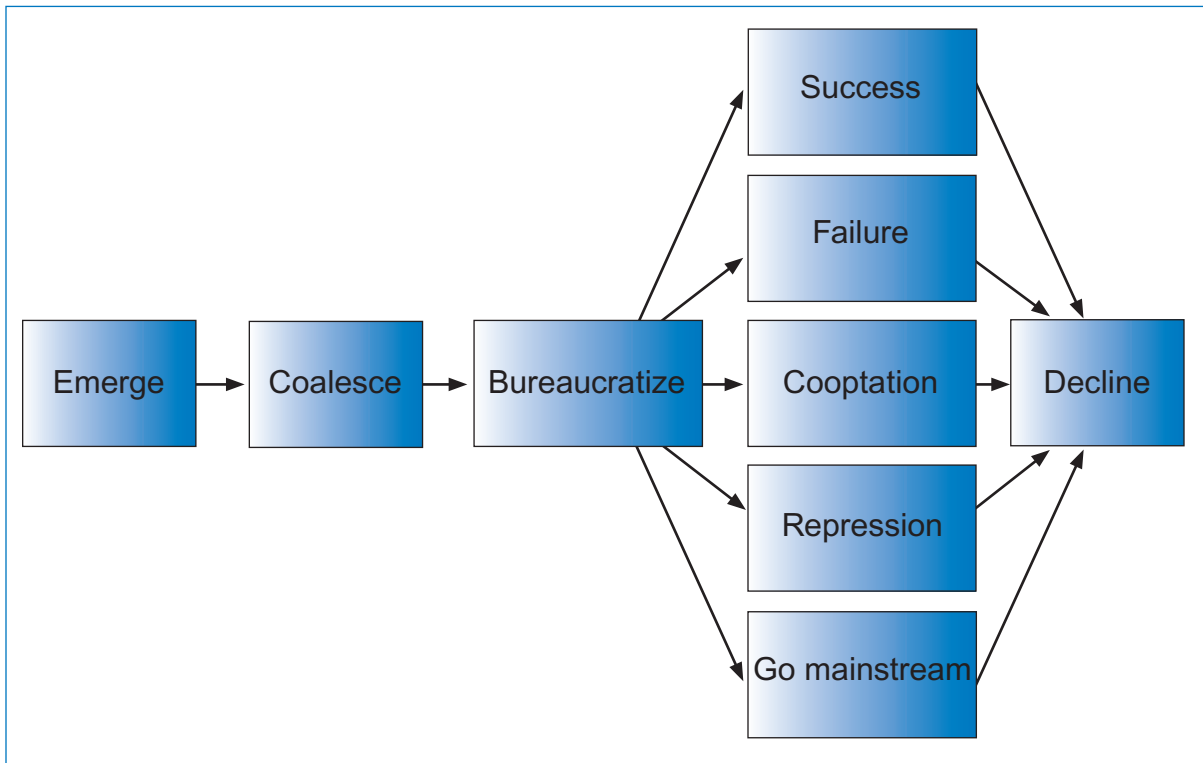 Success
Failure
Emerge
Coalesce
Bureaucratize
Cooptation
Decline
Repression
Go mainstream